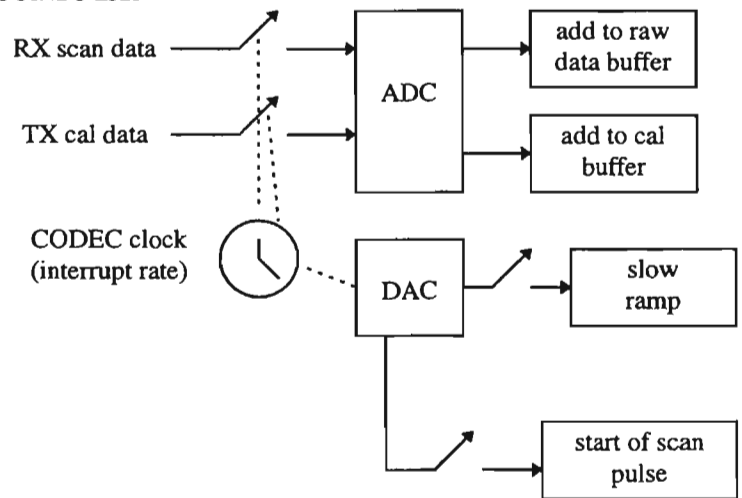 RX scan data
add to raw
data buffer
ADC
TX cal data
add to cal
buffer
CODEC clock
(interrupt rate)
DAC
slow
ramp
start of scan
pulse